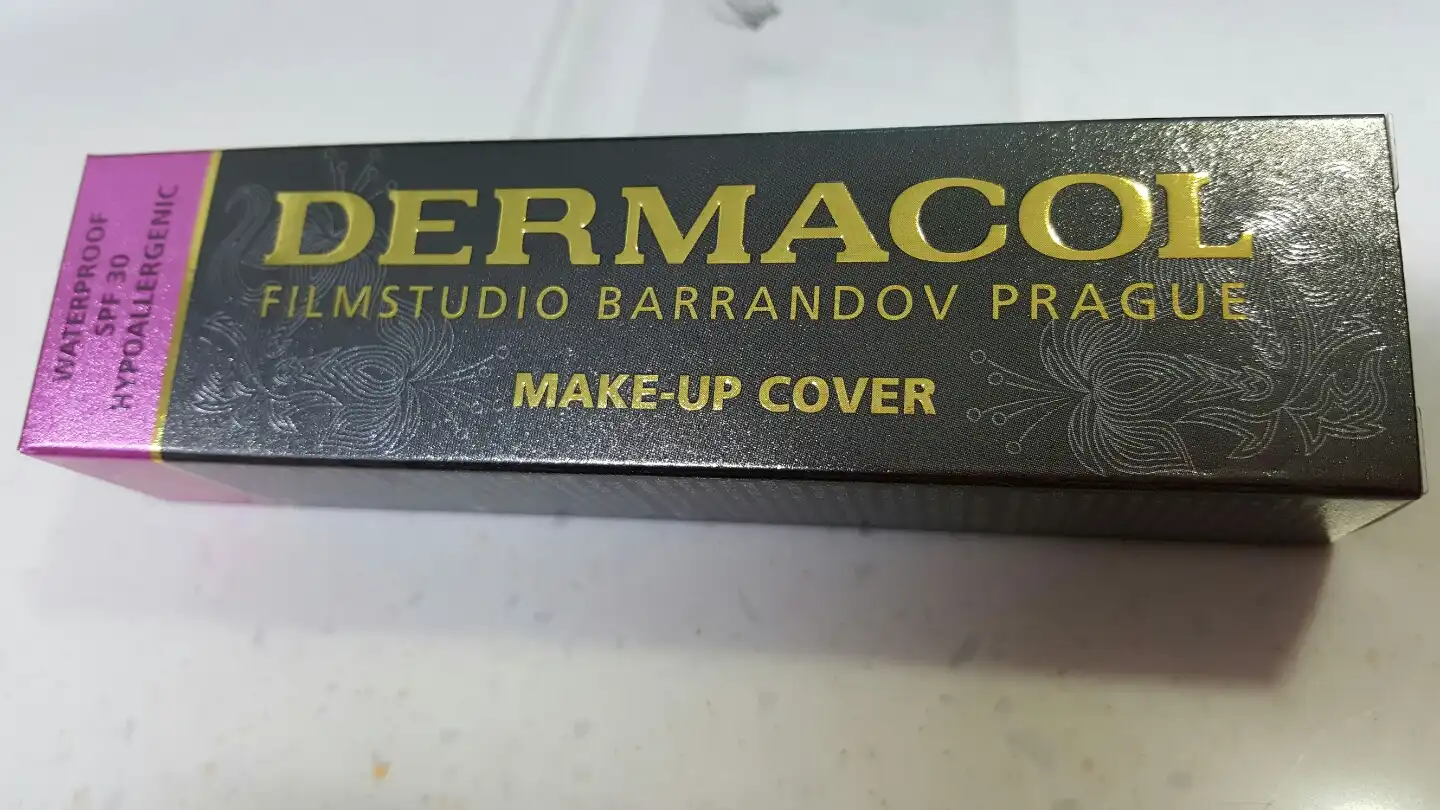 WATERPROOF
SPF 30
HYPOALLERGENIC
DERMACOL
FILMSTUDIO BARRANDOV PRAGUE
MAKE-UP COVER